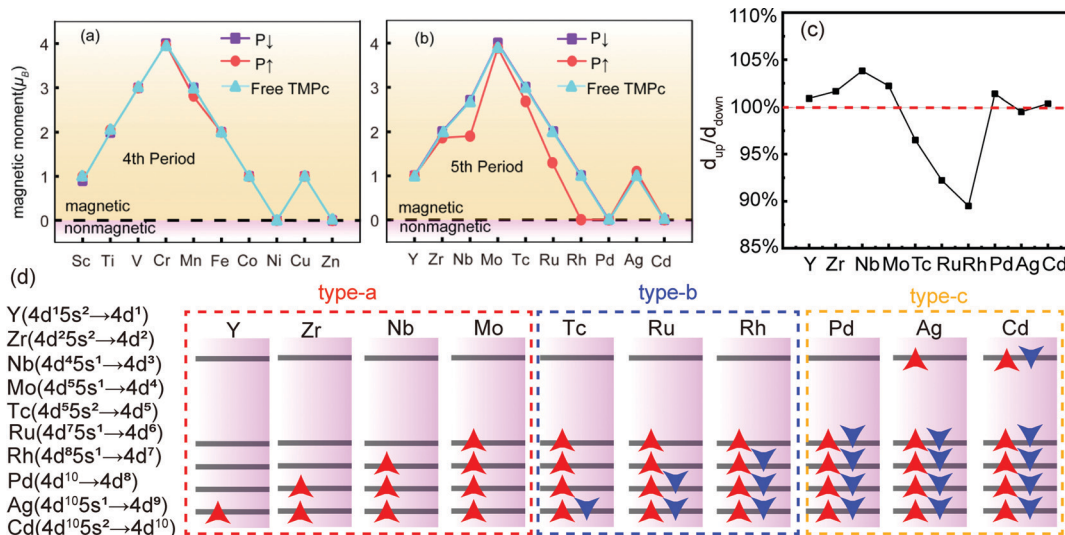 (a)
P↓
P↑
Free TMPc
4th Period
magnetic
nonmagnetic
magnetic moment(μB)
4
3
2
1
0
Sc Ti V Cr Mn Fe Co Ni Cu Zn
(b)
P↓
P↑
Free TMPc
5th Period
magnetic
nonmagnetic
4
3
2
1
0
Y Zr Nb Mo Tc Ru Rh Pd Ag Cd
(c)
dup/ddown
110%
105%
100%
95%
90%
85%
Y Zr Nb Mo Tc Ru Rh Pd Ag Cd
(d)
type-a type-b type-c
Y Zr Nb Mo Tc Ru Rh Pd Ag Cd
Y(4d¹5s²→4d¹)
Zr(4d²5s²→4d²)
Nb(4d⁴5s¹→4d³)
Mo(4d⁵5s¹→4d⁴)
Tc(4d⁵5s²→4d⁵)
Ru(4d⁷5s¹→4d⁶)
Rh(4d⁸5s¹→4d⁷)
Pd(4d¹⁰→4d⁸)
Ag(4d¹⁰5s¹→4d⁹)
Cd(4d¹⁰5s²→4d¹⁰)